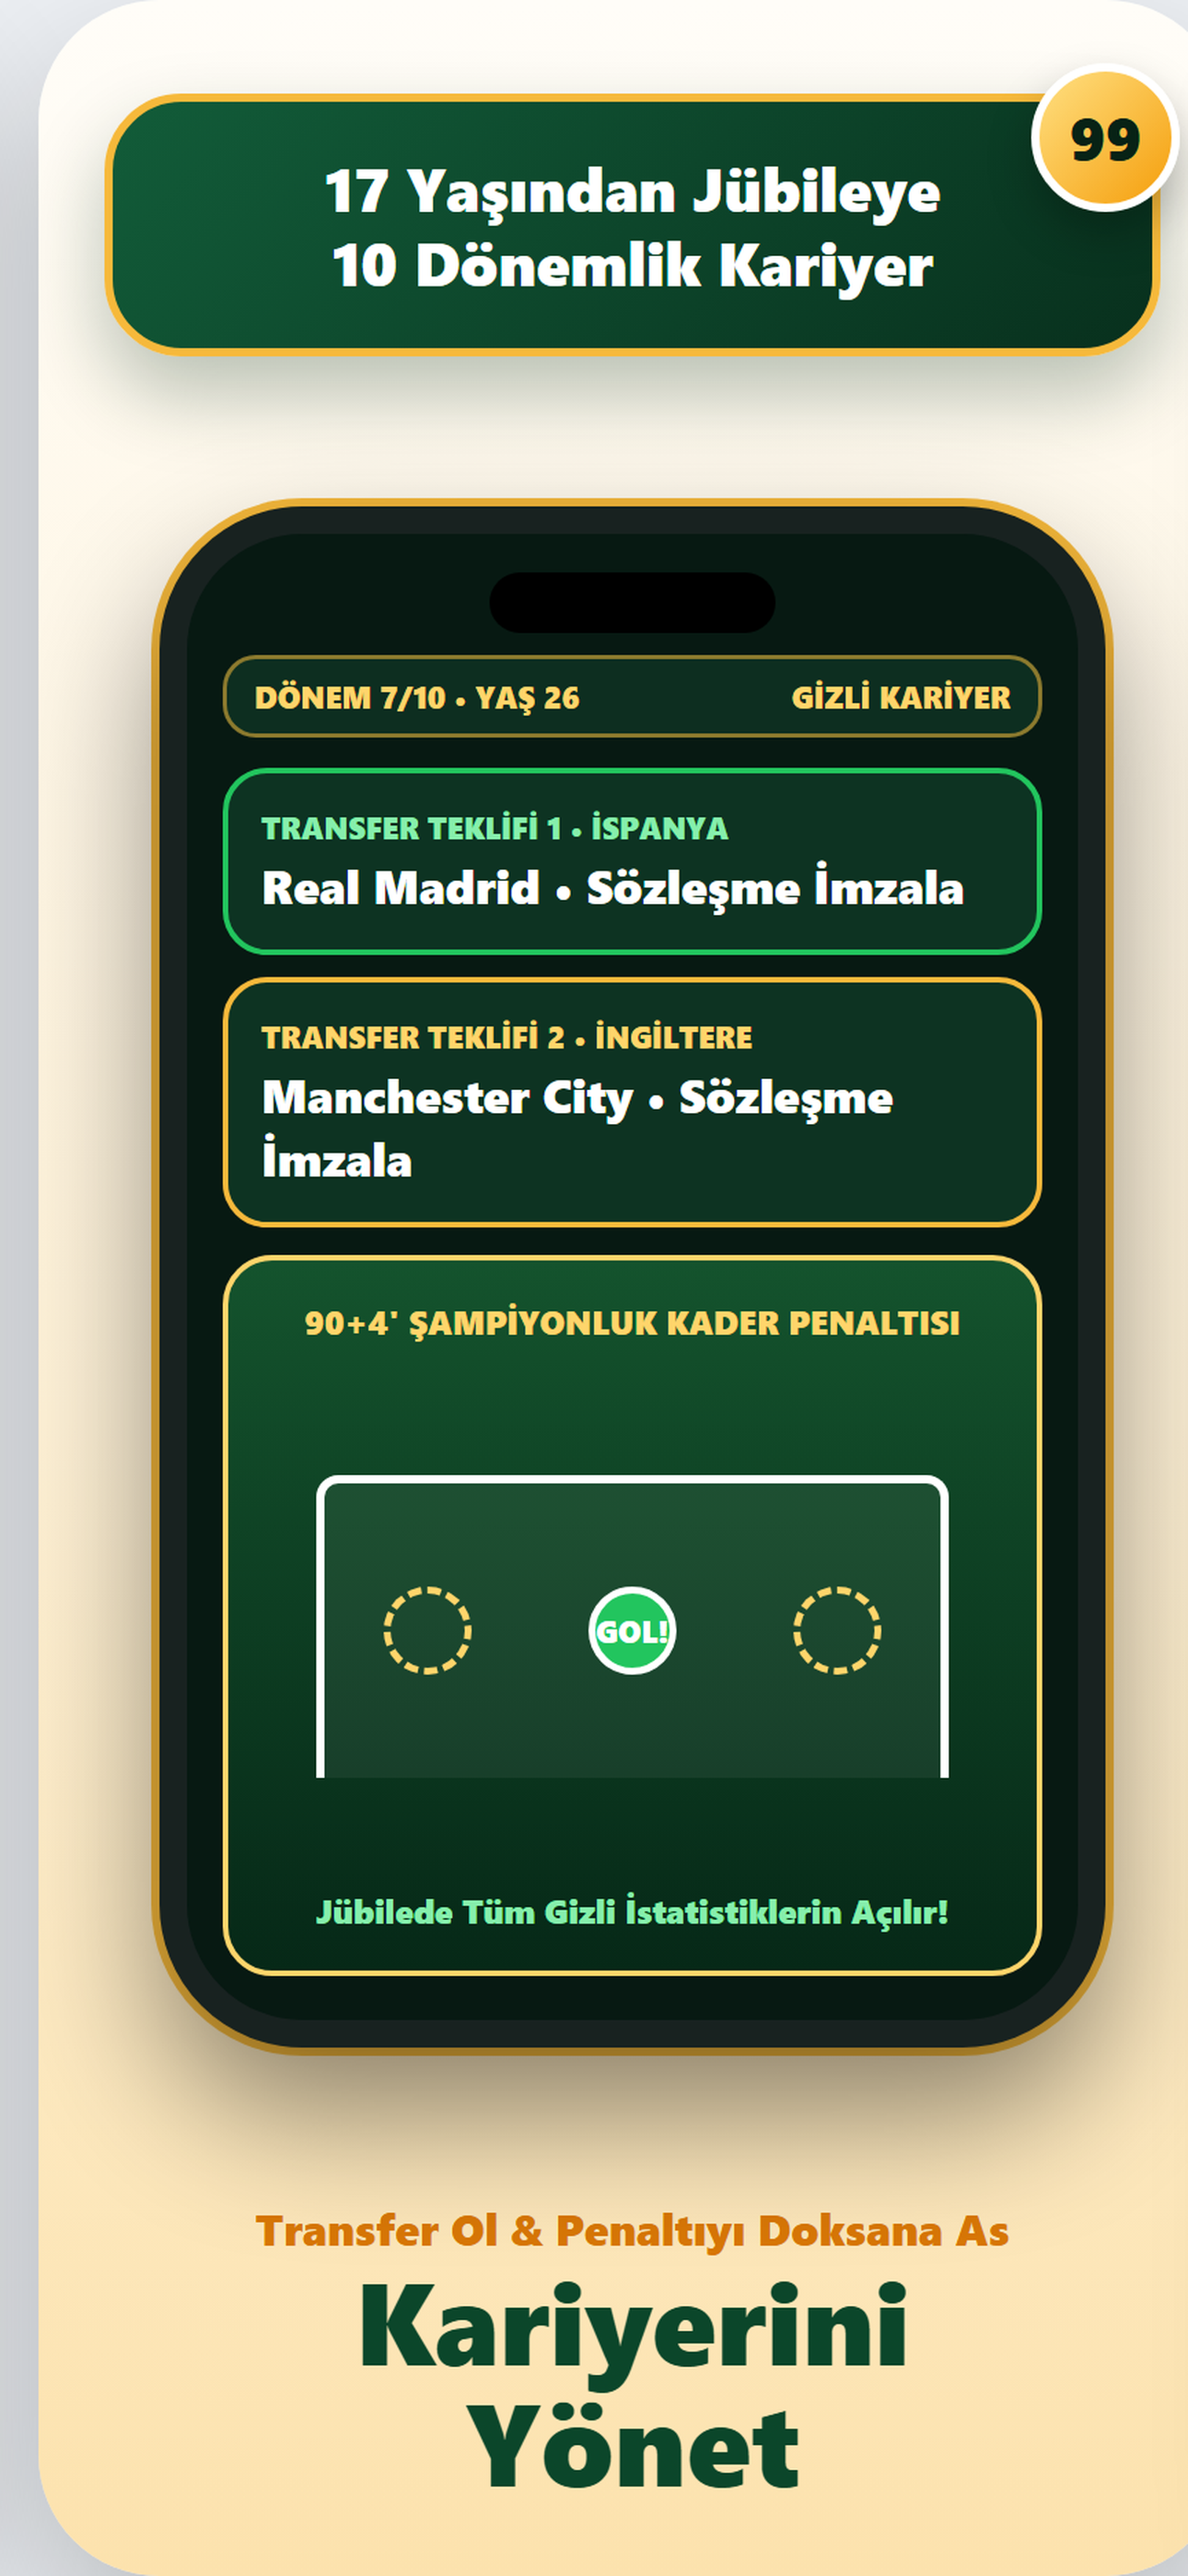 17 Yaşından Jübileye
10 Dönemlik Kariyer
99
DÖNEM 7/10 • YAŞ 26
GİZLİ KARİYER
TRANSFER TEKLİFİ 1 • İSPANYA
Real Madrid • Sözleşme İmzala
TRANSFER TEKLİFİ 2 • İNGİLTERE
Manchester City • Sözleşme
İmzala
90+4' ŞAMPİYONLUK KADER PENALTISI
GOL!
Jübilede Tüm Gizli İstatistiklerin Açılır!
Transfer Ol & Penaltıyı Doksana As
Kariyerini
Yönet